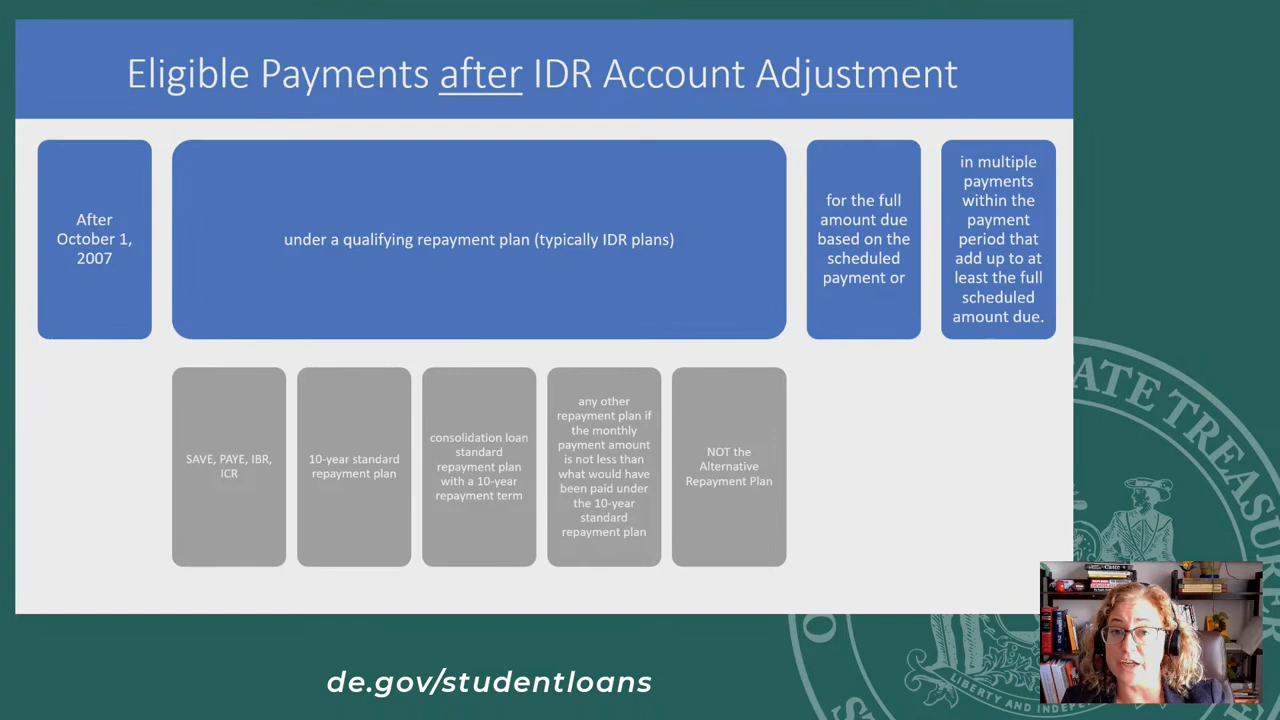 Eligible Payments after IDR Account Adjustment
After
October 1,
2007
under a qualifying repayment plan (typically IDR plans)
for the full
amount due
based on the
scheduled
payment or
in multiple
payments
within the
payment
period that
add up to at
least the full
scheduled
amount due.
SAVE, PAYE, IBR,
ICR
10-year standard
repayment plan
consolidation loan
standard
repayment plan
with a 10-year
repayment term
any other
repayment plan if
the monthly
payment amount
is not less than
what would have
been paid under
the 10-year
standard
repayment plan
NOT the
Alternative
Repayment Plan
de.gov/studentloans
ATE TREASURER
LIBERTY AND INDEPE